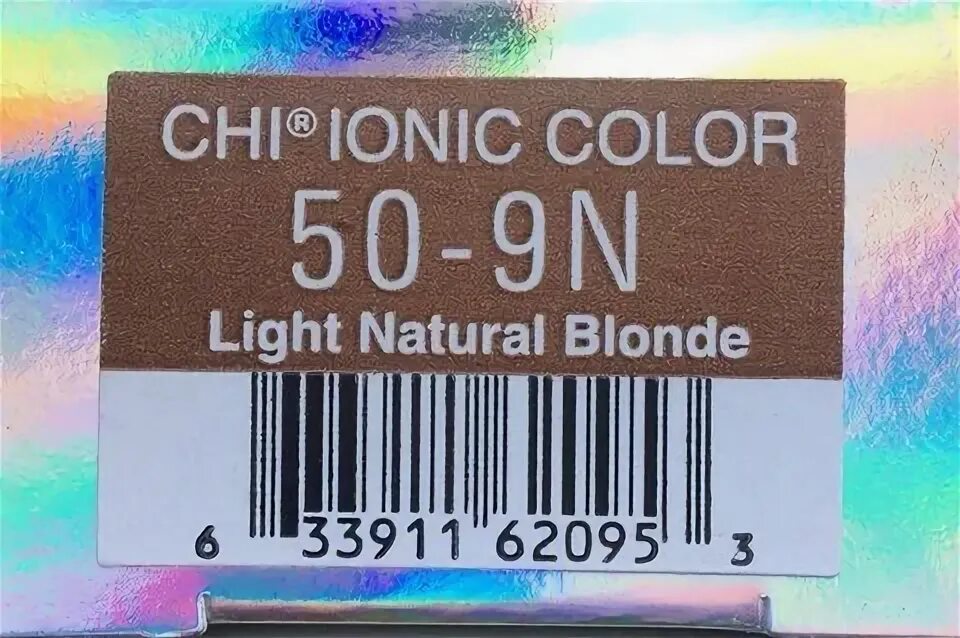 CHI® IONIC COLOR
50-9N
Light Natural Blonde
6 33911 62095 3